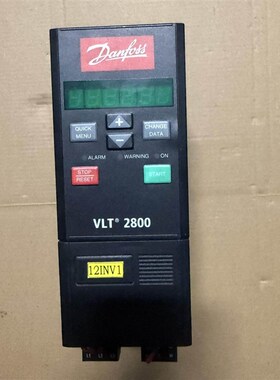 Danfoss
QUICK
MENU
+
CHANGE
DATA
−
ALARM
WARNING
ON
STOP
RESET
START
VLT® 2800
12INV1